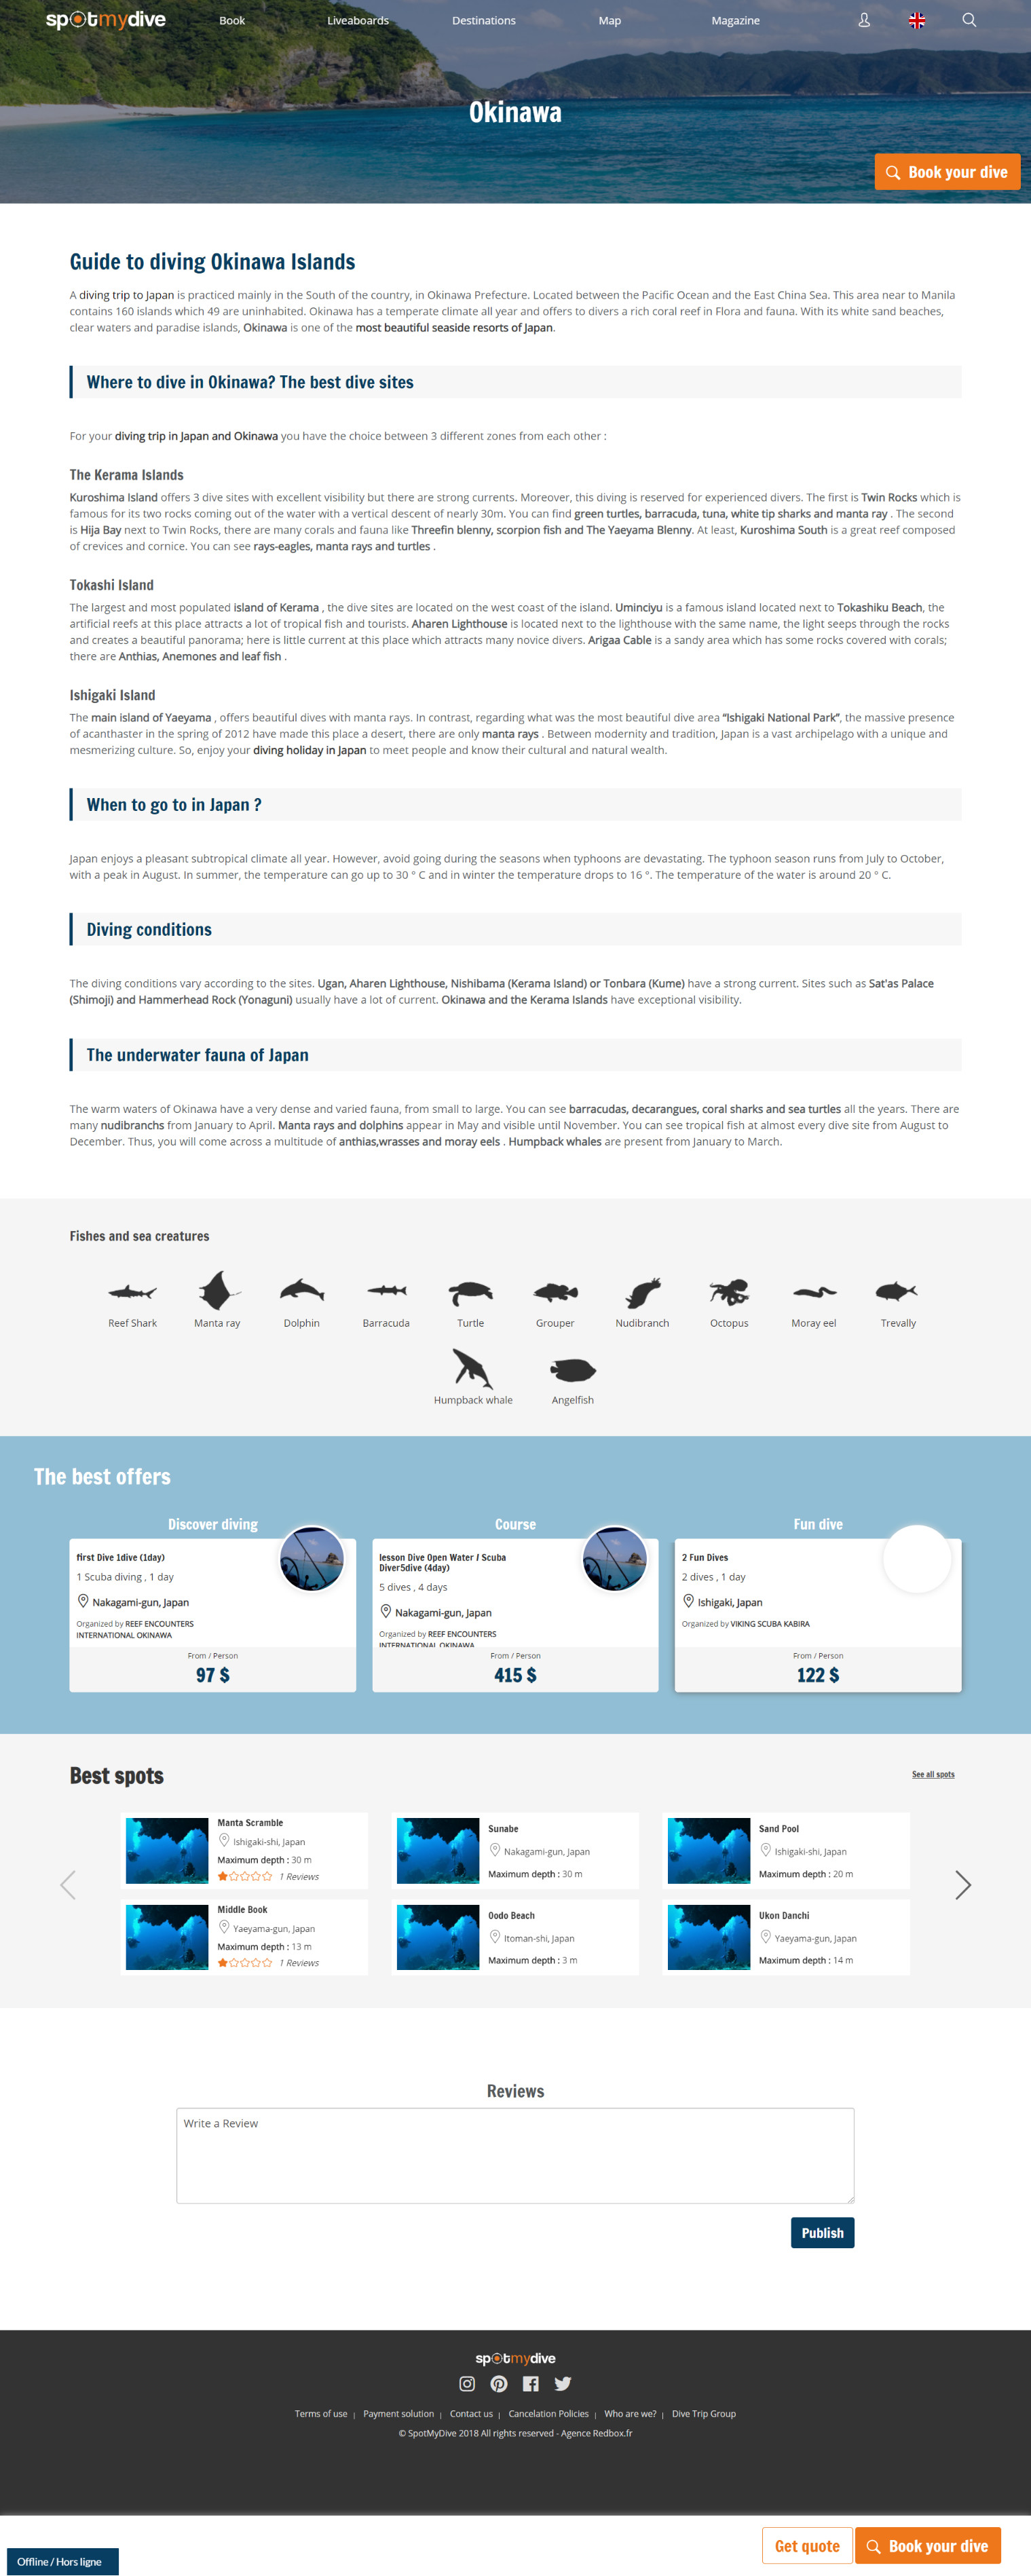 spotmydive
Book
Liveaboards
Destinations
Map
Magazine
Okinawa
Book your dive
Guide to diving Okinawa Islands
A diving trip to Japan is practiced mainly in the South of the country, in Okinawa Prefecture. Located between the Pacific Ocean and the East China Sea. This area near to Manila
contains 160 islands which 49 are uninhabited. Okinawa has a temperate climate all year and offers to divers a rich coral reef in Flora and fauna. With its white sand beaches,
clear waters and paradise islands, Okinawa is one of the most beautiful seaside resorts of Japan.
Where to dive in Okinawa? The best dive sites
For your diving trip in Japan and Okinawa you have the choice between 3 different zones from each other :
The Kerama Islands
Kuroshima Island offers 3 dive sites with excellent visibility but there are strong currents. Moreover, this diving is reserved for experienced divers. The first is Twin Rocks which is
famous for its two rocks coming out of the water with a vertical descent of nearly 30m. You can find green turtles, barracuda, tuna, white tip sharks and manta ray . The second
is Hija Bay next to Twin Rocks, there are many corals and fauna like Threefin blenny, scorpion fish and The Yaeyama Blenny. At least, Kuroshima South is a great reef composed
of crevices and cornice. You can see rays-eagles, manta rays and turtles .
Tokashi Island
The largest and most populated island of Kerama , the dive sites are located on the west coast of the island. Uminciyu is a famous island located next to Tokashiku Beach, the
artificial reefs at this place attracts a lot of tropical fish and tourists. Aharen Lighthouse is located next to the lighthouse with the same name, the light seeps through the rocks
and creates a beautiful panorama; here is little current at this place which attracts many novice divers. Arigaa Cable is a sandy area which has some rocks covered with corals;
there are Anthias, Anemones and leaf fish .
Ishigaki Island
The main island of Yaeyama , offers beautiful dives with manta rays. In contrast, regarding what was the most beautiful dive area “Ishigaki National Park”, the massive presence
of acanthaster in the spring of 2012 have made this place a desert, there are only manta rays . Between modernity and tradition, Japan is a vast archipelago with a unique and
mesmerizing culture. So, enjoy your diving holiday in Japan to meet people and know their cultural and natural wealth.
When to go to in Japan ?
Japan enjoys a pleasant subtropical climate all year. However, avoid going during the seasons when typhoons are devastating. The typhoon season runs from July to October,
with a peak in August. In summer, the temperature can go up to 30 ° C and in winter the temperature drops to 16 °. The temperature of the water is around 20 ° C.
Diving conditions
The diving conditions vary according to the sites. Ugan, Aharen Lighthouse, Nishibama (Kerama Island) or Tonbara (Kume) have a strong current. Sites such as Sat'as Palace
(Shimoji) and Hammerhead Rock (Yonaguni) usually have a lot of current. Okinawa and the Kerama Islands have exceptional visibility.
The underwater fauna of Japan
The warm waters of Okinawa have a very dense and varied fauna, from small to large. You can see barracudas, decarangues, coral sharks and sea turtles all the years. There are
many nudibranchs from January to April. Manta rays and dolphins appear in May and visible until November. You can see tropical fish at almost every dive site from August to
December. Thus, you will come across a multitude of anthias,wrasses and moray eels . Humpback whales are present from January to March.
Fishes and sea creatures
Reef Shark
Manta ray
Dolphin
Barracuda
Turtle
Grouper
Nudibranch
Octopus
Moray eel
Trevally
Humpback whale
Angelfish
The best offers
Discover diving
first Dive 1dive (1day)
1 Scuba diving , 1 day
Nakagami-gun, Japan
Organized by REEF ENCOUNTERS
INTERNATIONAL OKINAWA
From / Person
97 $
Course
lesson Dive Open Water / Scuba
Diver5dive (4day)
5 dives , 4 days
Nakagami-gun, Japan
Organized by REEF ENCOUNTERS
INTERNATIONAL OKINAWA
From / Person
415 $
Fun dive
2 Fun Dives
2 dives , 1 day
Ishigaki, Japan
Organized by VIKING SCUBA KABIRA
From / Person
122 $
Best spots
See all spots
Manta Scramble
Ishigaki-shi, Japan
Maximum depth : 30 m
1 Reviews
Sunabe
Nakagami-gun, Japan
Maximum depth : 30 m
Sand Pool
Ishigaki-shi, Japan
Maximum depth : 20 m
Middle Book
Yaeyama-gun, Japan
Maximum depth : 13 m
1 Reviews
Oodo Beach
Itoman-shi, Japan
Maximum depth : 3 m
Ukon Danchi
Yaeyama-gun, Japan
Maximum depth : 14 m
Reviews
Write a Review
Publish
spotmydive
Terms of use | Payment solution | Contact us | Cancelation Policies | Who are we? | Dive Trip Group
© SpotMyDive 2018 All rights reserved - Agence Redbox.fr
Get quote
Book your dive
Offline / Hors ligne